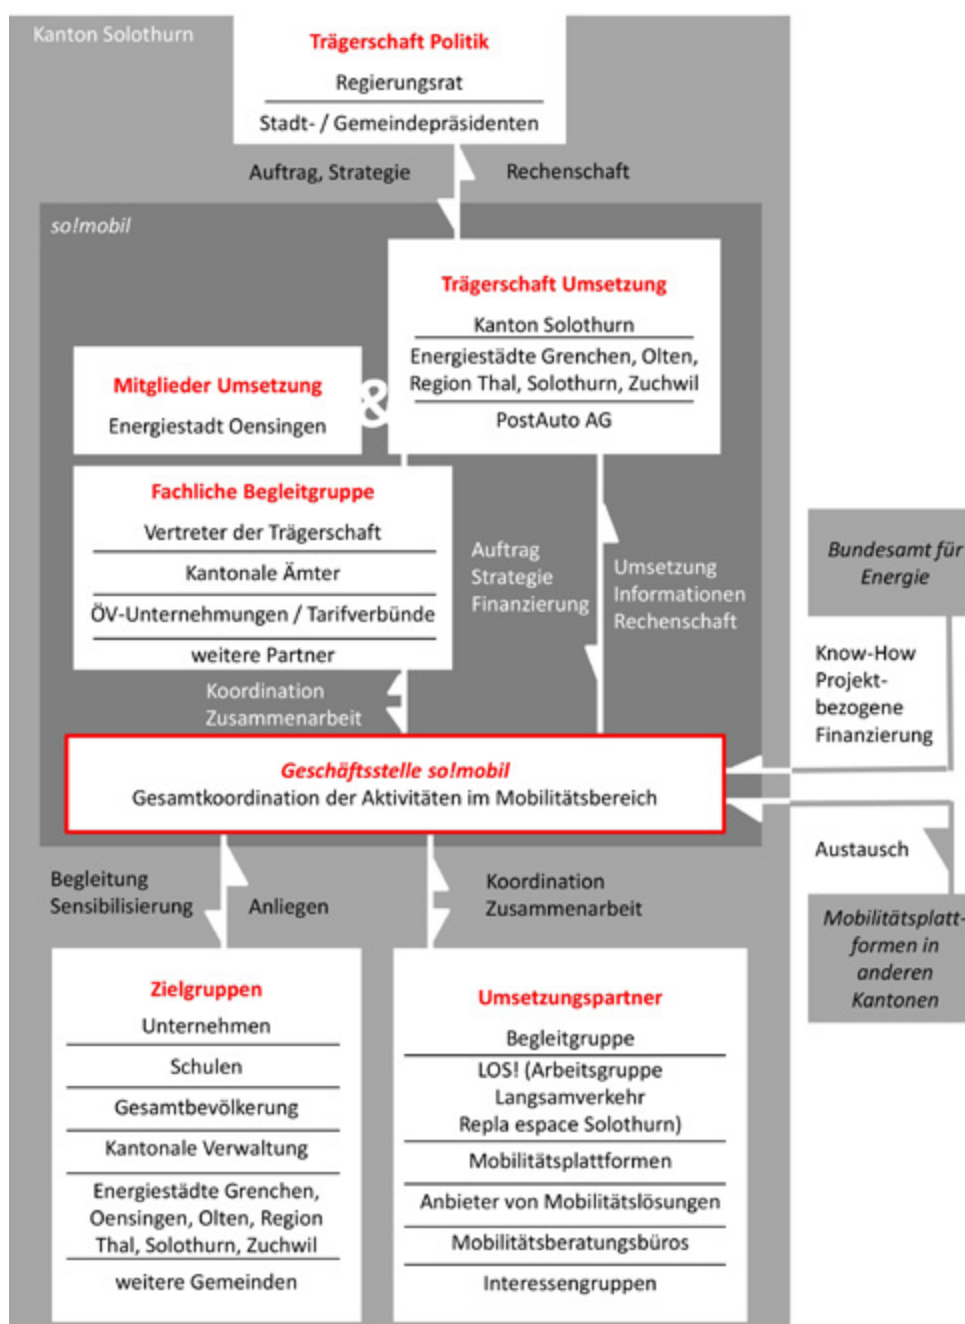 Kanton Solothurn
Trägerschaft Politik
Regierungsrat
Stadt- / Gemeindepräsidenten
Auftrag, Strategie
Rechenschaft
so!mobil
Trägerschaft Umsetzung
Kanton Solothurn
Energiestädte Grenchen, Olten,
Region Thal, Solothurn, Zuchwil
PostAuto AG
Mitglieder Umsetzung
Energiestadt Oensingen
&
Fachliche Begleitgruppe
Vertreter der Trägerschaft
Kantonale Ämter
ÖV-Unternehmungen / Tarifverbünde
weitere Partner
Auftrag
Strategie
Finanzierung
Umsetzung
Informationen
Rechenschaft
Koordination
Zusammenarbeit
Bundesamt für
Energie
Know-How
Projekt-
bezogene
Finanzierung
Geschäftsstelle so!mobil
Gesamtkoordination der Aktivitäten im Mobilitätsbereich
Austausch
Mobilitätsplatt-
formen in
anderen
Kantonen
Begleitung
Sensibilisierung
Anliegen
Koordination
Zusammenarbeit
Zielgruppen
Unternehmen
Schulen
Gesamtbevölkerung
Kantonale Verwaltung
Energiestädte Grenchen,
Oensingen, Olten, Region
Thal, Solothurn, Zuchwil
weitere Gemeinden
Umsetzungspartner
Begleitgruppe
LOS! (Arbeitsgruppe
Langsamverkehr
Repla espace Solothurn)
Mobilitätsplattformen
Anbieter von Mobilitätslösungen
Mobilitätsberatungsbüros
Interessengruppen